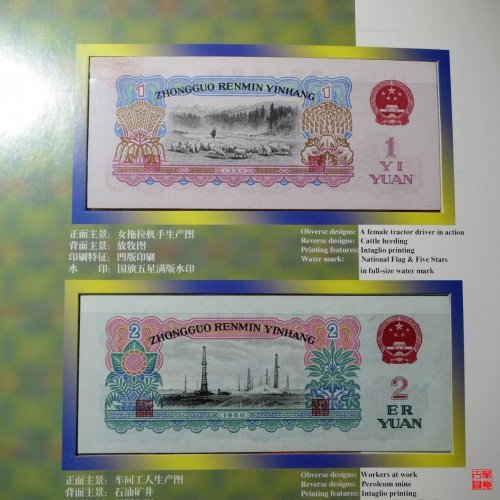 1
ZHONGGUO RENMIN YINHANG
1
1960
1
YI
YUAN
正面主景: 女拖拉机手生产图
背面主景: 放牧图
印刷特征: 凹版印刷
水 印: 国旗五星满版水印
Obverse designs: A female tractor driver in action
Reverse designs: Cattle herding
Printing features: Intaglio printing
Water mark: National Flag & Five Stars
in full-size water mark
2
ZHONGGUO RENMIN YINHANG
2
1960
2
ER
YUAN
正面主景: 车间工人生产图
背面主景: 石油矿井
Obverse designs: Workers at work
Reverse designs: Peroleum mine
Printing features: Intaglio printing